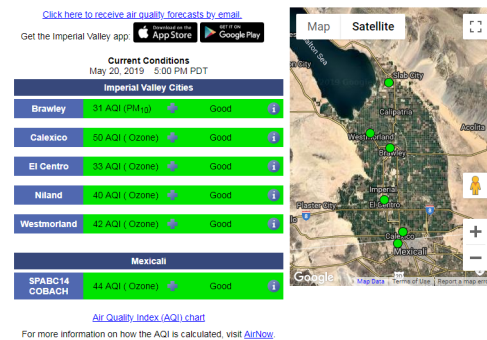 Click here to receive air quality forecasts by email.
Get the Imperial Valley app: Download on the App Store GET IT ON Google Play
Current Conditions
May 20, 2019 5:00 PM PDT
Imperial Valley Cities
Brawley 31 AQI (PM10) Good
Calexico 50 AQI ( Ozone) Good
El Centro 33 AQI ( Ozone) Good
Niland 40 AQI ( Ozone) Good
Westmorland 42 AQI ( Ozone) Good
Mexicali
SPABC14 COBACH 44 AQI ( Ozone) Good
Air Quality Index (AQI) chart
For more information on how the AQI is calculated, visit AirNow.
Map Satellite
Slab City
Calipatria
Acolita
Westmorland
Brawley
Imperial
Plaster City
El Centro
8
8
Calexico
Mexicali
Google
Map Data Terms of Use